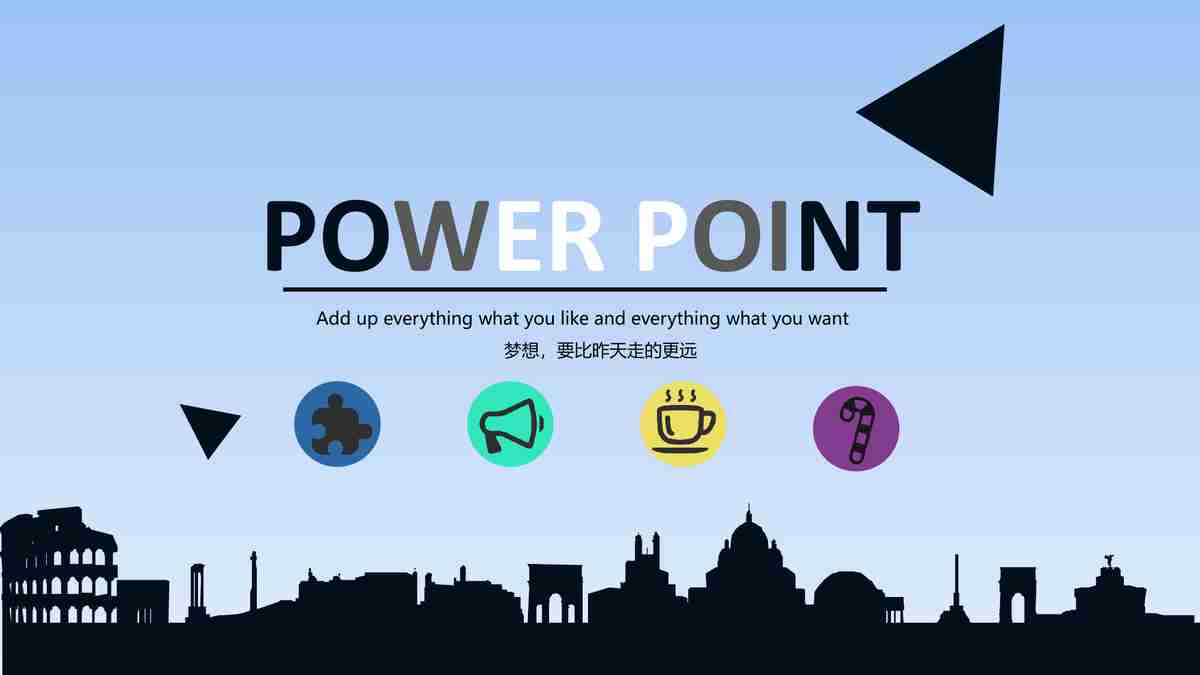 POWER POINT
Add up everything what you like and everything what you want
梦想，要比昨天走的更远